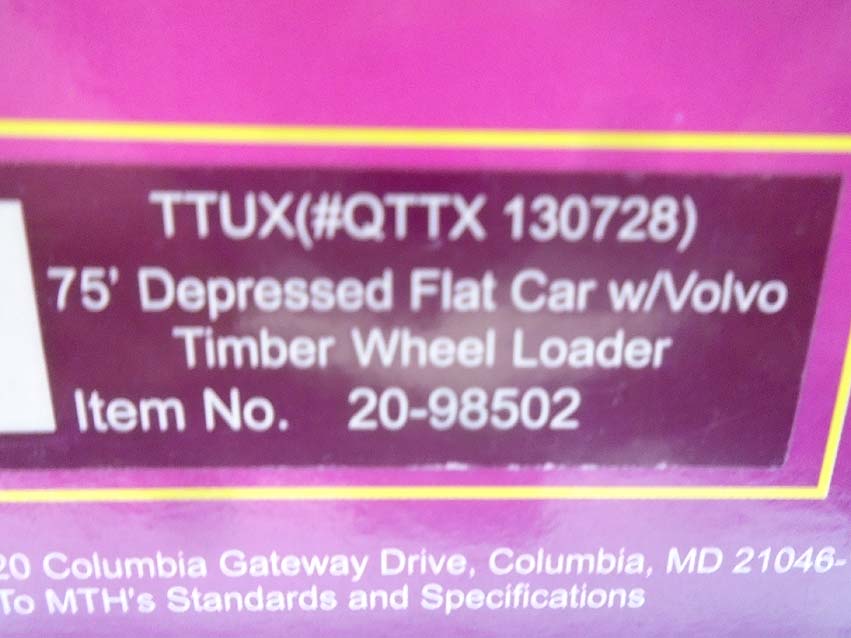 TTUX(#QTTX 130728)
75' Depressed Flat Car w/Volvo
Timber Wheel Loader
Item No. 20-98502
20 Columbia Gateway Drive, Columbia, MD 21046-
To MTH's Standards and Specifications